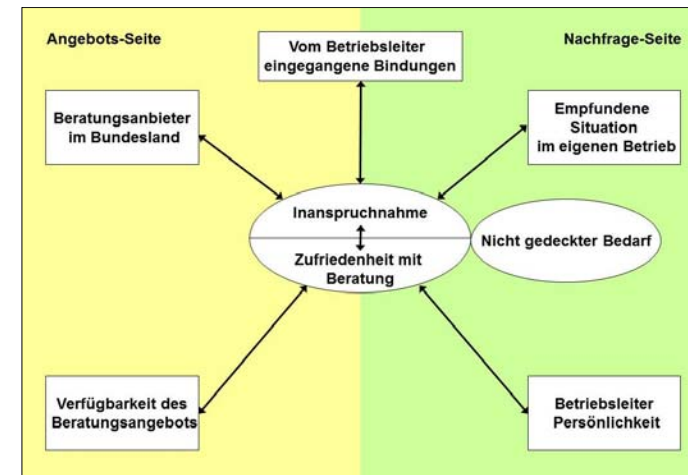 Angebots-Seite
Vom Betriebsleiter
eingegangene Bindungen
Nachfrage-Seite
Beratungsanbieter
im Bundesland
Empfundene
Situation
im eigenen Betrieb
Inanspruchnahme
Zufriedenheit mit
Beratung
Nicht gedeckter Bedarf
Verfügbarkeit des
Beratungsangebots
Betriebsleiter
Persönlichkeit